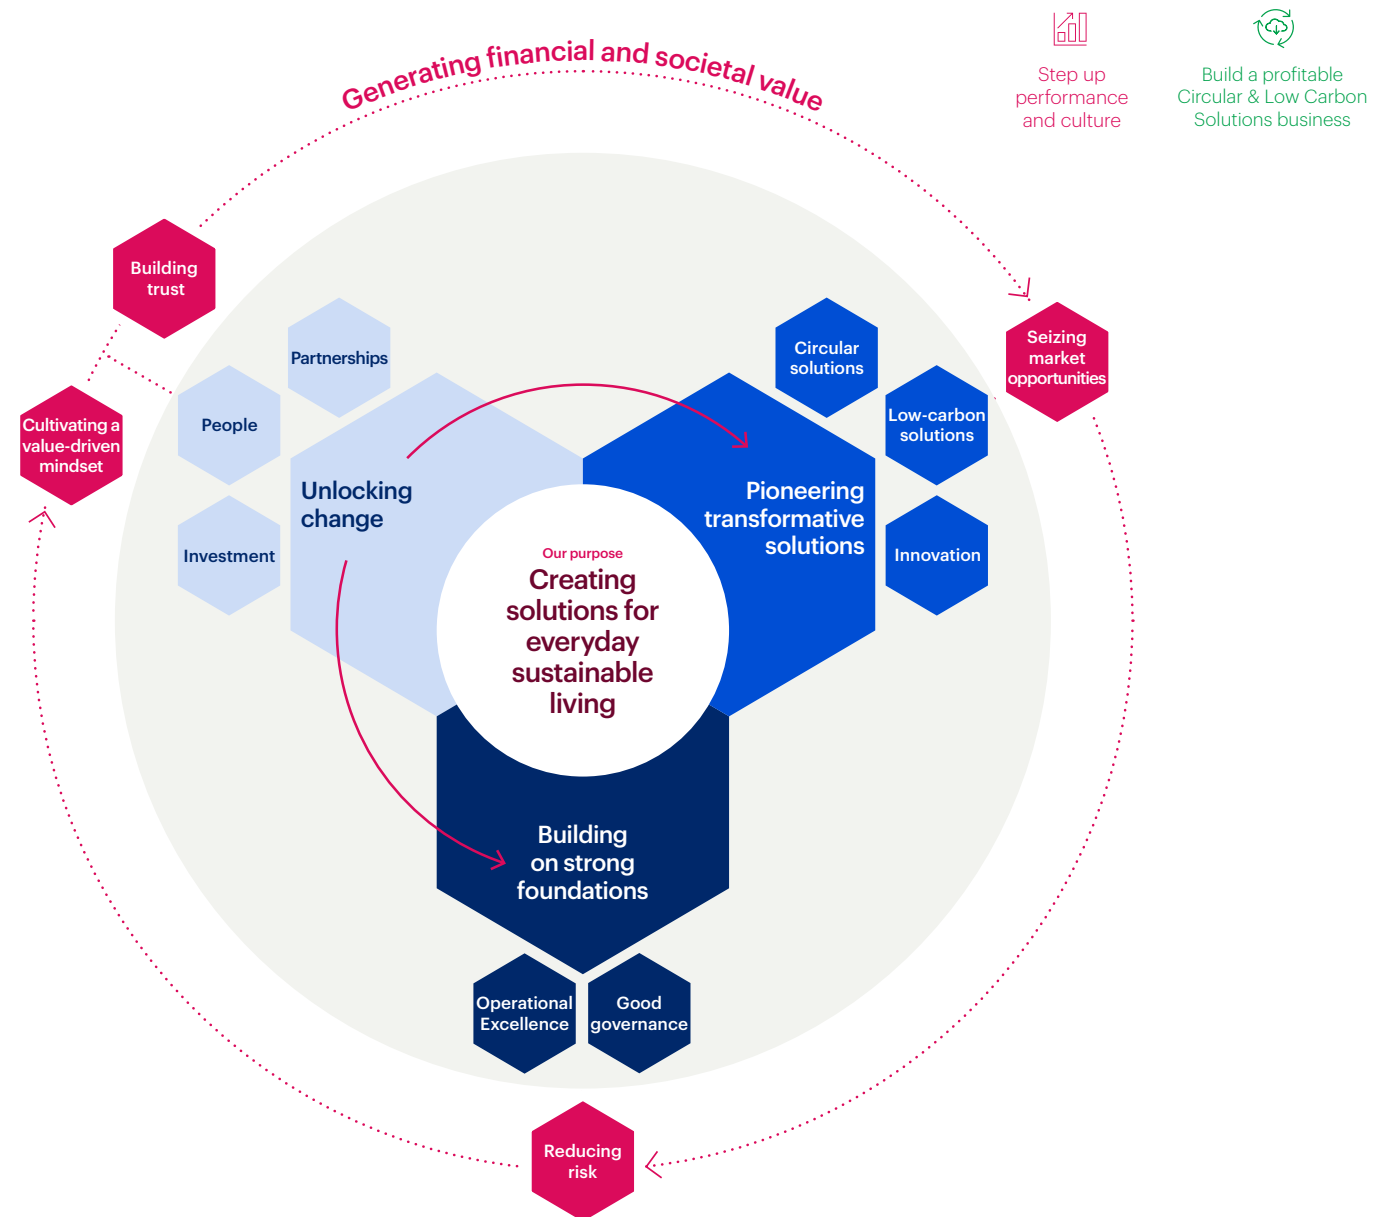 Generating financial and societal value
Step up
performance
and culture
Build a profitable
Circular & Low Carbon
Solutions business
Building
trust
Cultivating a
value-driven
mindset
Partnerships
People
Investment
Unlocking
change
Circular
solutions
Low-carbon
solutions
Innovation
Pioneering
transformative
solutions
Seizing
market
opportunities
Our purpose
Creating
solutions for
everyday
sustainable
living
Building
on strong
foundations
Operational
Excellence
Good
governance
Reducing
risk